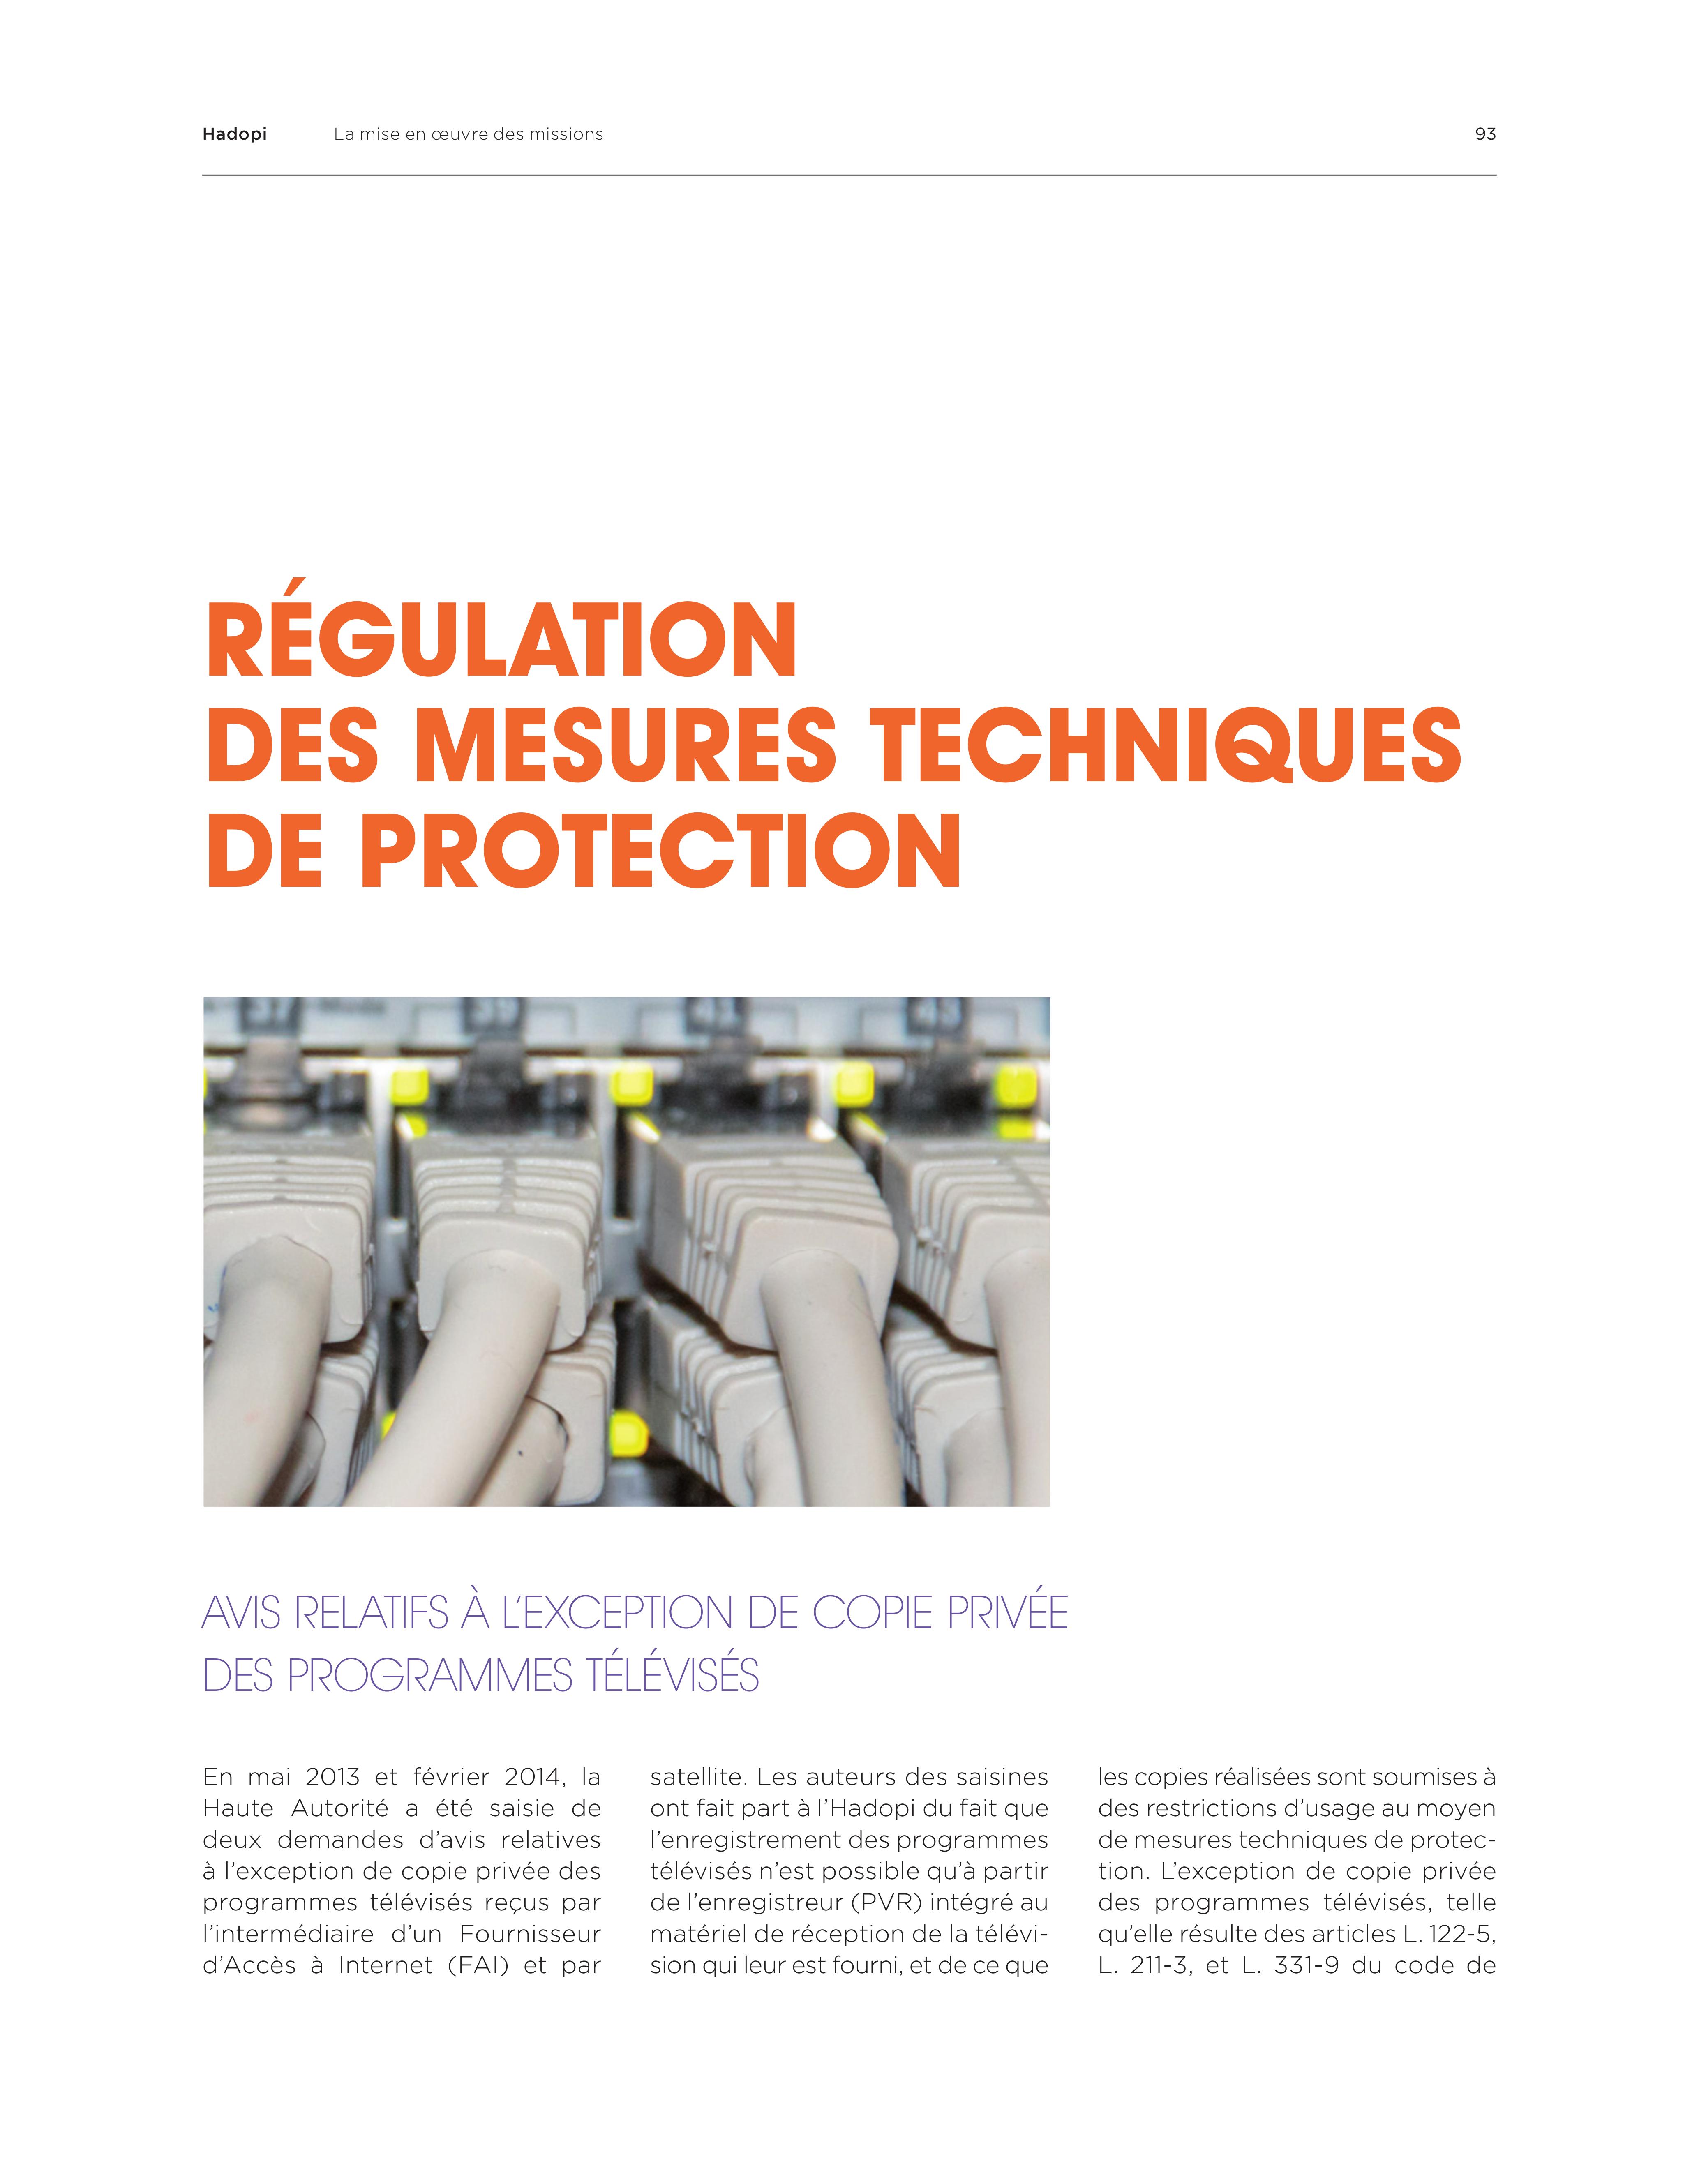 Hadopi La mise en œuvre des missions 93
RÉGULATION
DES MESURES TECHNIQUES
DE PROTECTION
AVIS RELATIFS À L’EXCEPTION DE COPIE PRIVÉE
DES PROGRAMMES TÉLÉVISÉS
En mai 2013 et février 2014, la
Haute Autorité a été saisie de
deux demandes d’avis relatives
à l’exception de copie privée des
programmes télévisés reçus par
l’intermédiaire d’un Fournisseur
d’Accès à Internet (FAI) et par
satellite. Les auteurs des saisines
ont fait part à l’Hadopi du fait que
l’enregistrement des programmes
télévisés n’est possible qu’à partir
de l’enregistreur (PVR) intégré au
matériel de réception de la télévi-
sion qui leur est fourni, et de ce que
les copies réalisées sont soumises à
des restrictions d’usage au moyen
de mesures techniques de protec-
tion. L’exception de copie privée
des programmes télévisés, telle
qu’elle résulte des articles L. 122-5,
L. 211-3, et L. 331-9 du code de